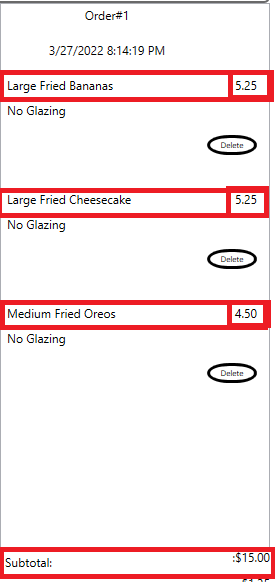 Order#1
3/27/2022 8:14:19 PM
Large Fried Bananas 5.25
No Glazing
Delete
Large Fried Cheesecake 5.25
No Glazing
Delete
Medium Fried Oreos 4.50
No Glazing
Delete
Subtotal: :$15.00